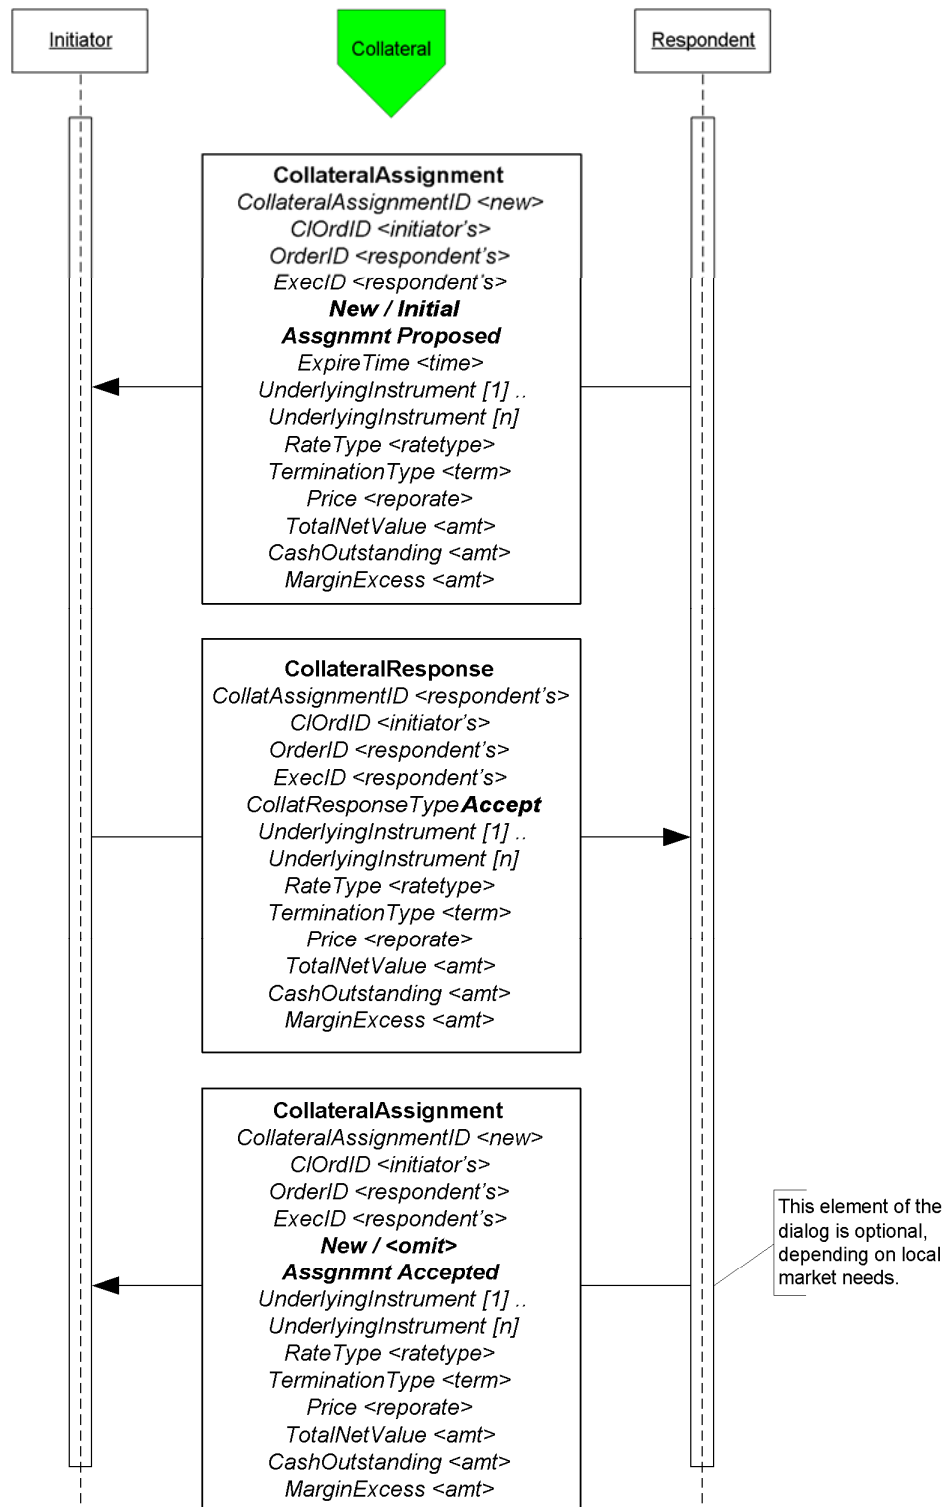 Initiator
Collateral
Respondent
CollateralAssignment
CollateralAssignmentID <new>
ClOrdID <initiator's>
OrderID <respondent's>
ExecID <respondent's>
New / Initial
Assgnmnt Proposed
ExpireTime <time>
UnderlyingInstrument [1] ..
UnderlyingInstrument [n]
RateType <ratetype>
TerminationType <term>
Price <reporate>
TotalNetValue <amt>
CashOutstanding <amt>
MarginExcess <amt>
CollateralResponse
CollatAssignmentID <respondent's>
ClOrdID <initiator's>
OrderID <respondent's>
ExecID <respondent's>
CollatResponseType Accept
UnderlyingInstrument [1] ..
UnderlyingInstrument [n]
RateType <ratetype>
TerminationType <term>
Price <reporate>
TotalNetValue <amt>
CashOutstanding <amt>
MarginExcess <amt>
CollateralAssignment
CollateralAssignmentID <new>
ClOrdID <initiator's>
OrderID <respondent's>
ExecID <respondent's>
New / <omit>
Assgnmnt Accepted
UnderlyingInstrument [1] ..
UnderlyingInstrument [n]
RateType <ratetype>
TerminationType <term>
Price <reporate>
TotalNetValue <amt>
CashOutstanding <amt>
MarginExcess <amt>
This element of the
dialog is optional,
depending on local
market needs.